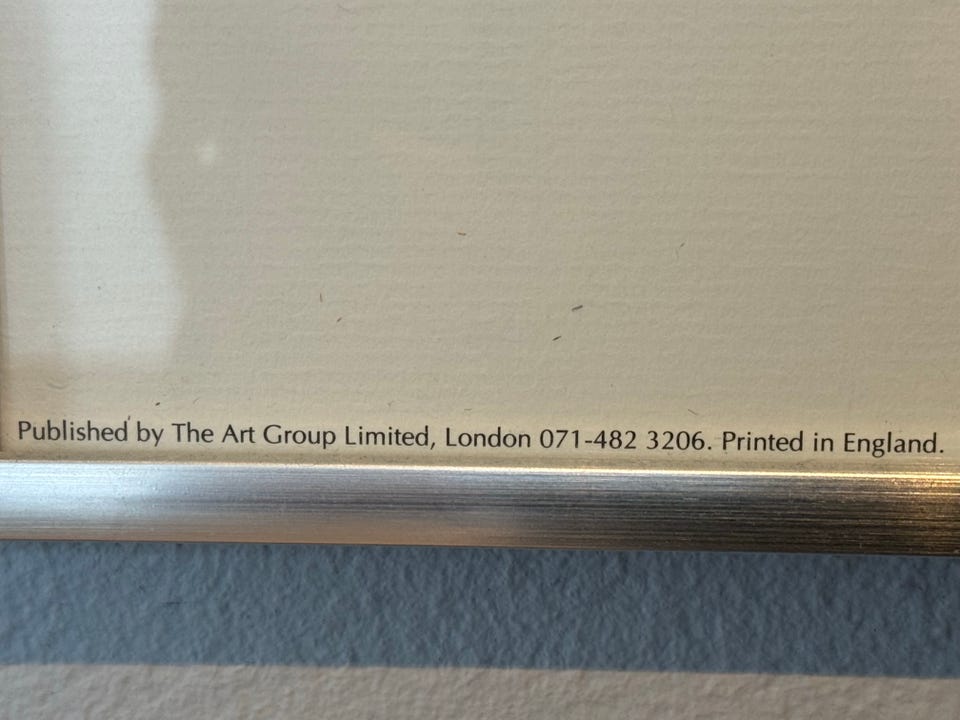 Published by The Art Group Limited, London 071-482 3206. Printed in England.